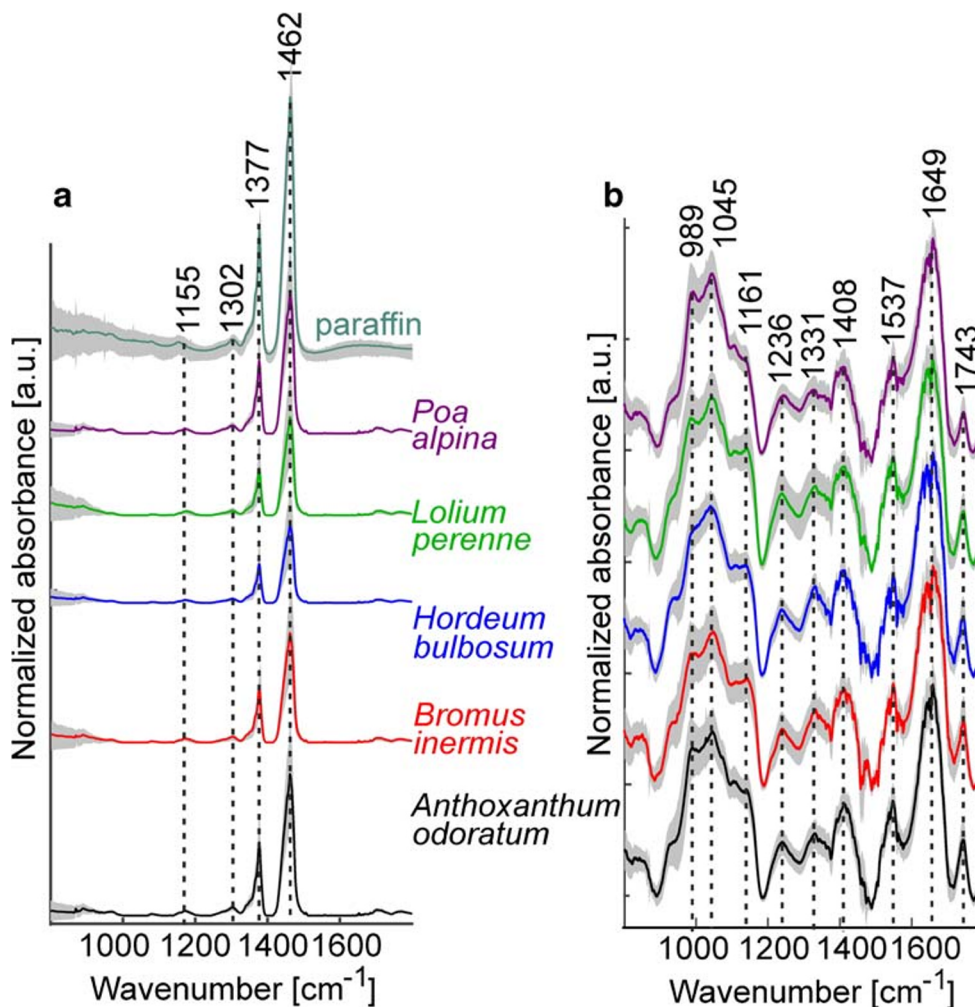 a
1155
1302
1377
1462
paraffin
Poa
alpina
Lolium
perenne
Hordeum
bulbosum
Bromus
inermis
Anthoxanthum
odoratum
Normalized absorbance [a.u.]
1000 1200 1400 1600
Wavenumber [cm⁻¹]
b
989
1045
1161
1236
1331
1408
1537
1649
1743
Normalized absorbance [a.u.]
1000 1200 1400 1600
Wavenumber [cm⁻¹]